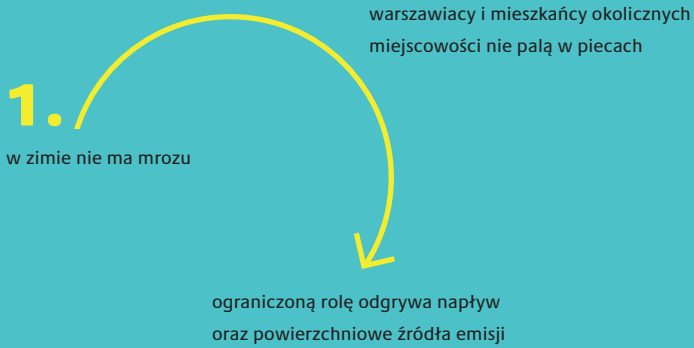 1.
w zimie nie ma mrozu
warszawiacy i mieszkańcy okolicznych
miejscowości nie palą w piecach
ograniczoną rolę odgrywa napływ
oraz powierzchniowe źródła emisji